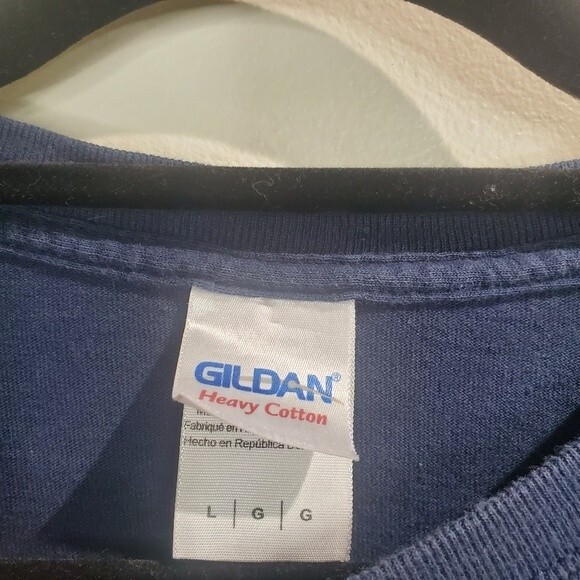 GILDAN®
Heavy Cotton
Fabriqué en
Hecho en República
L | G | G